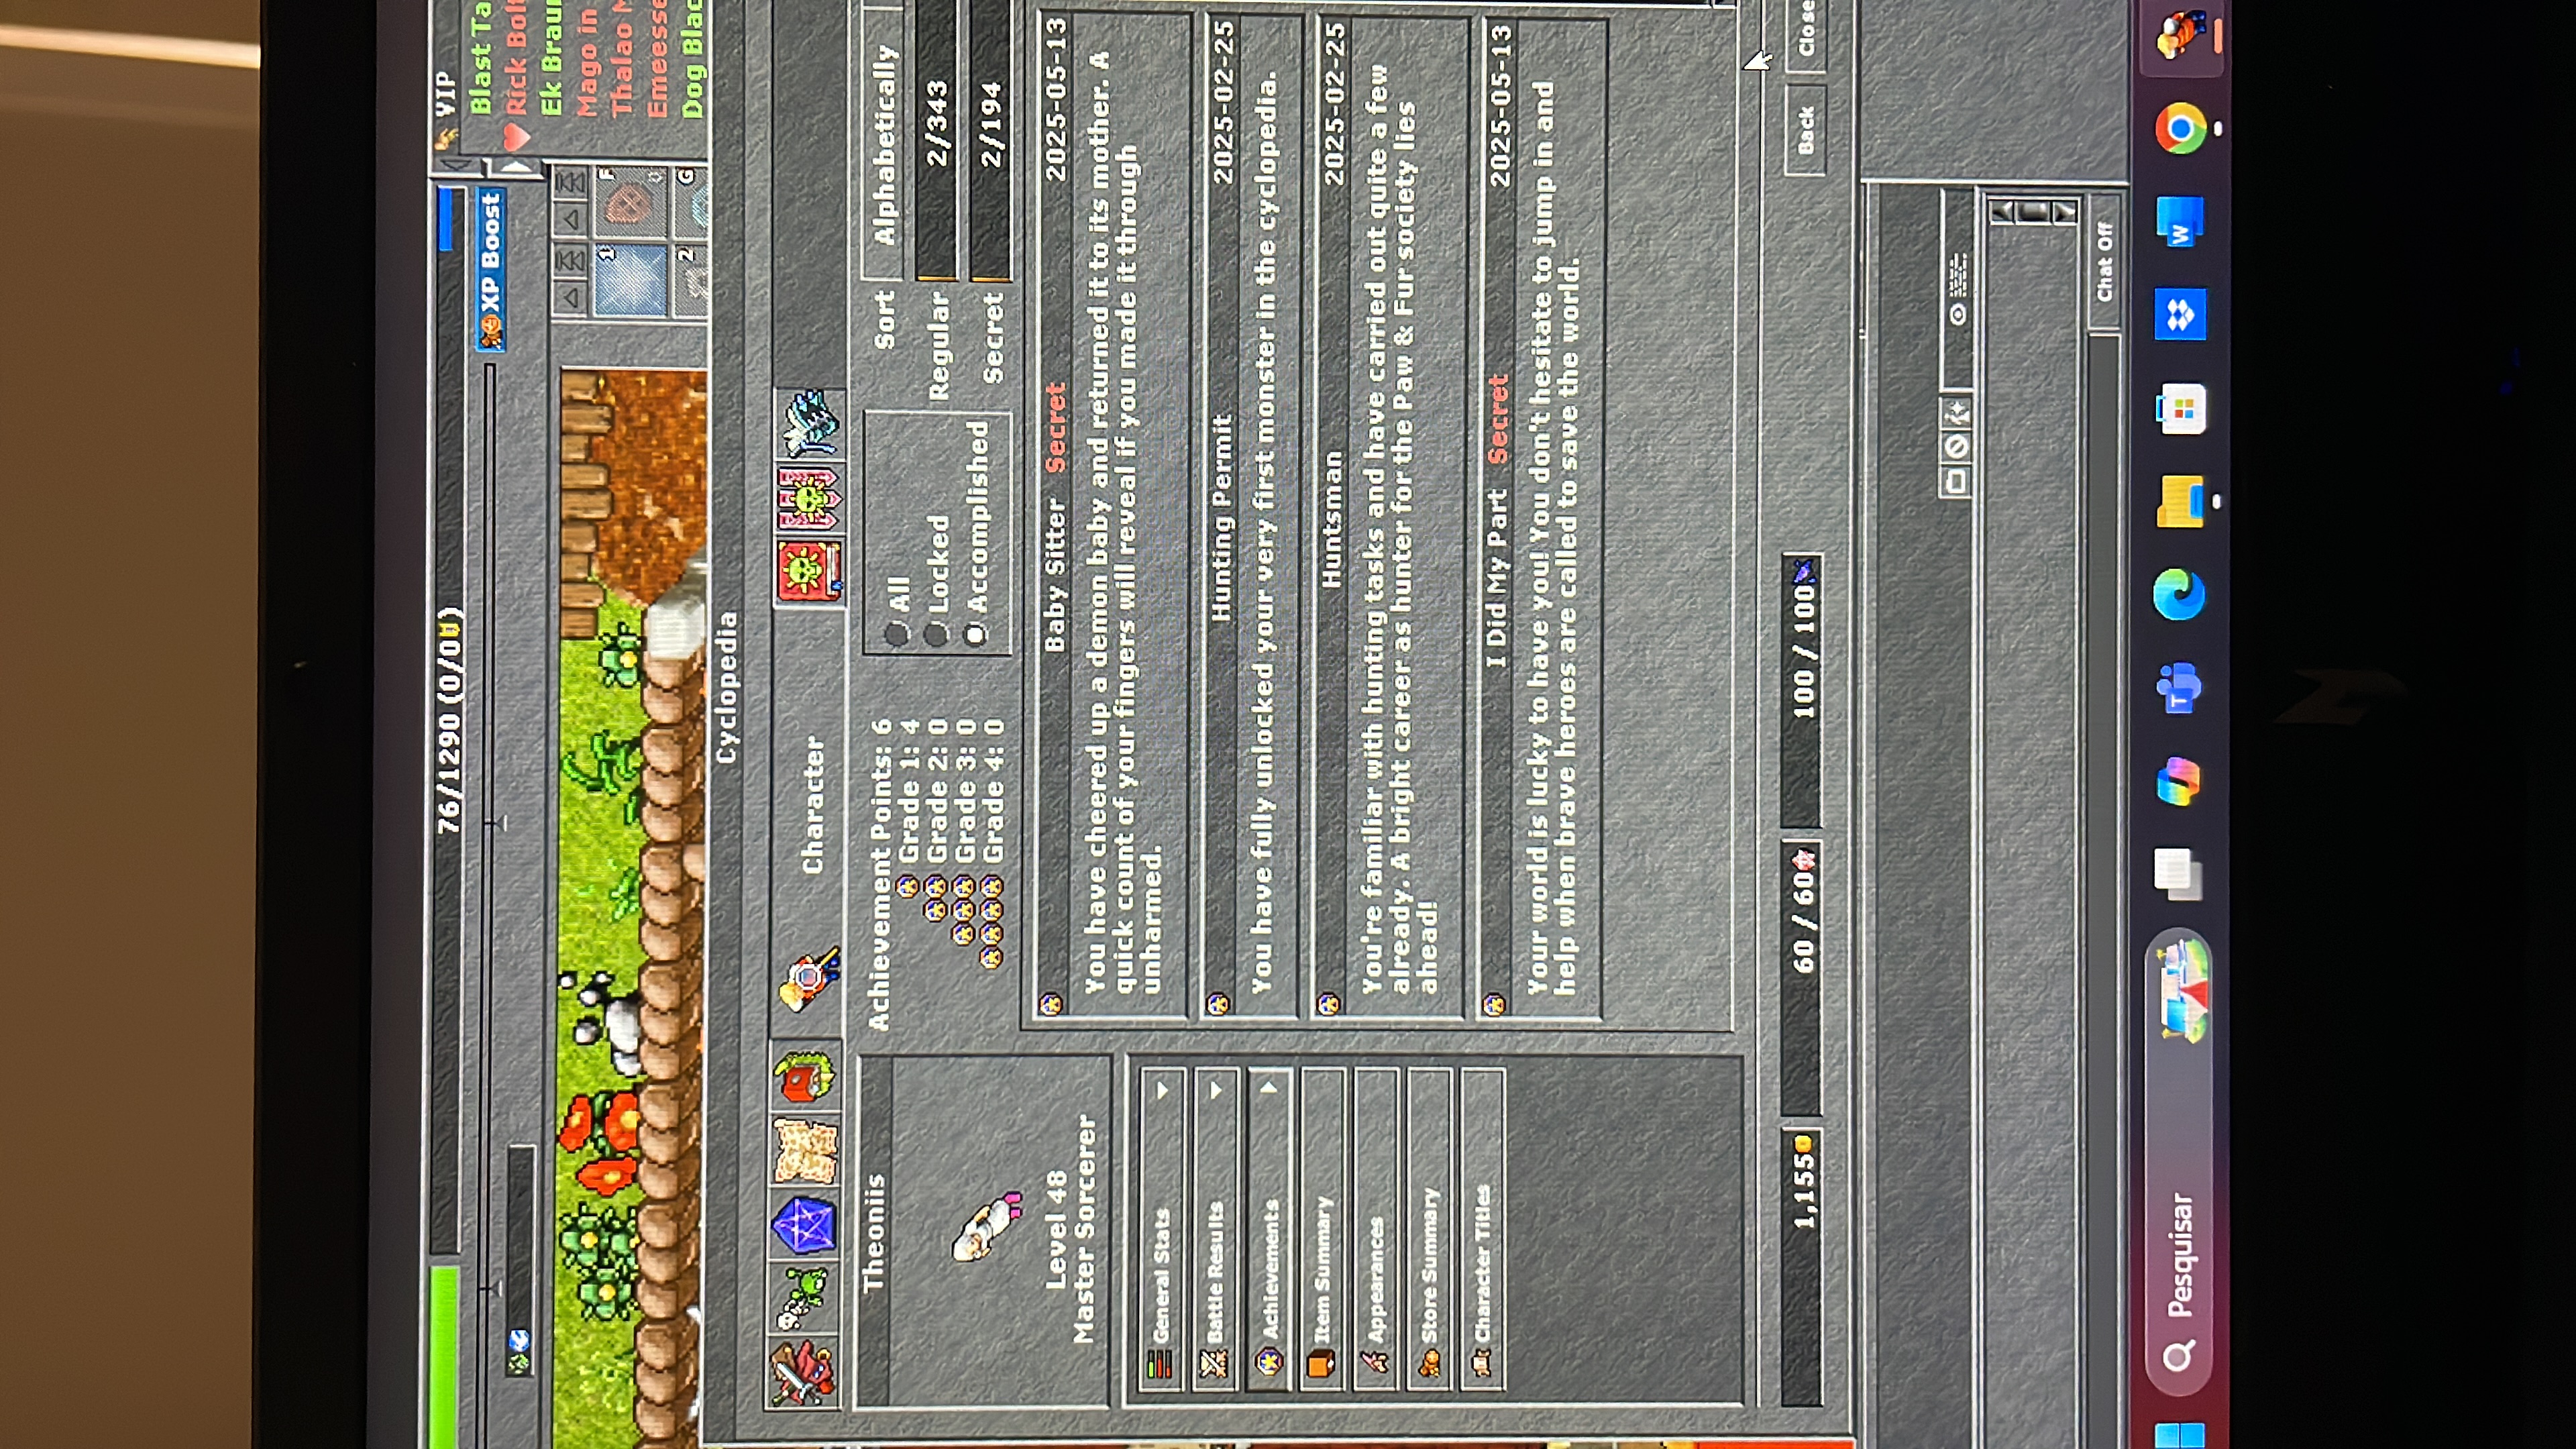 76/1290 (0/0)
XP Boost
VIP
Blast Ta
Rick Bol
Ek Braun
Mago in
Thalao
Emeesse
Dog Blac
1
F
2
G
Cyclopedia
Character
Theoniis
Level 48
Master Sorcerer
General Stats
Battle Results
Achievements
Item Summary
Appearances
Store Summary
Character Titles
Achievement Points: 6
Grade 1: 4
Grade 2: 0
Grade 3: 0
Grade 4: 0
All
Locked
Accomplished
Sort Alphabetically
Regular 2/343
Secret 2/194
Baby Sitter Secret 2025-05-13
You have cheered up a demon baby and returned it to its mother. A
quick count of your fingers will reveal if you made it through
unharmed.
Hunting Permit 2025-02-25
You have fully unlocked your very first monster in the cyclopedia.
Huntsman 2025-02-25
You're familiar with hunting tasks and have carried out quite a few
already. A bright career as hunter for the Paw & Fur society lies
ahead!
I Did My Part Secret 2025-05-13
Your world is lucky to have you! You don't hesitate to jump in and
help when brave heroes are called to save the world.
1,155
60 / 60
100 / 100
Back
Close
Chat Off
Pesquisar
W